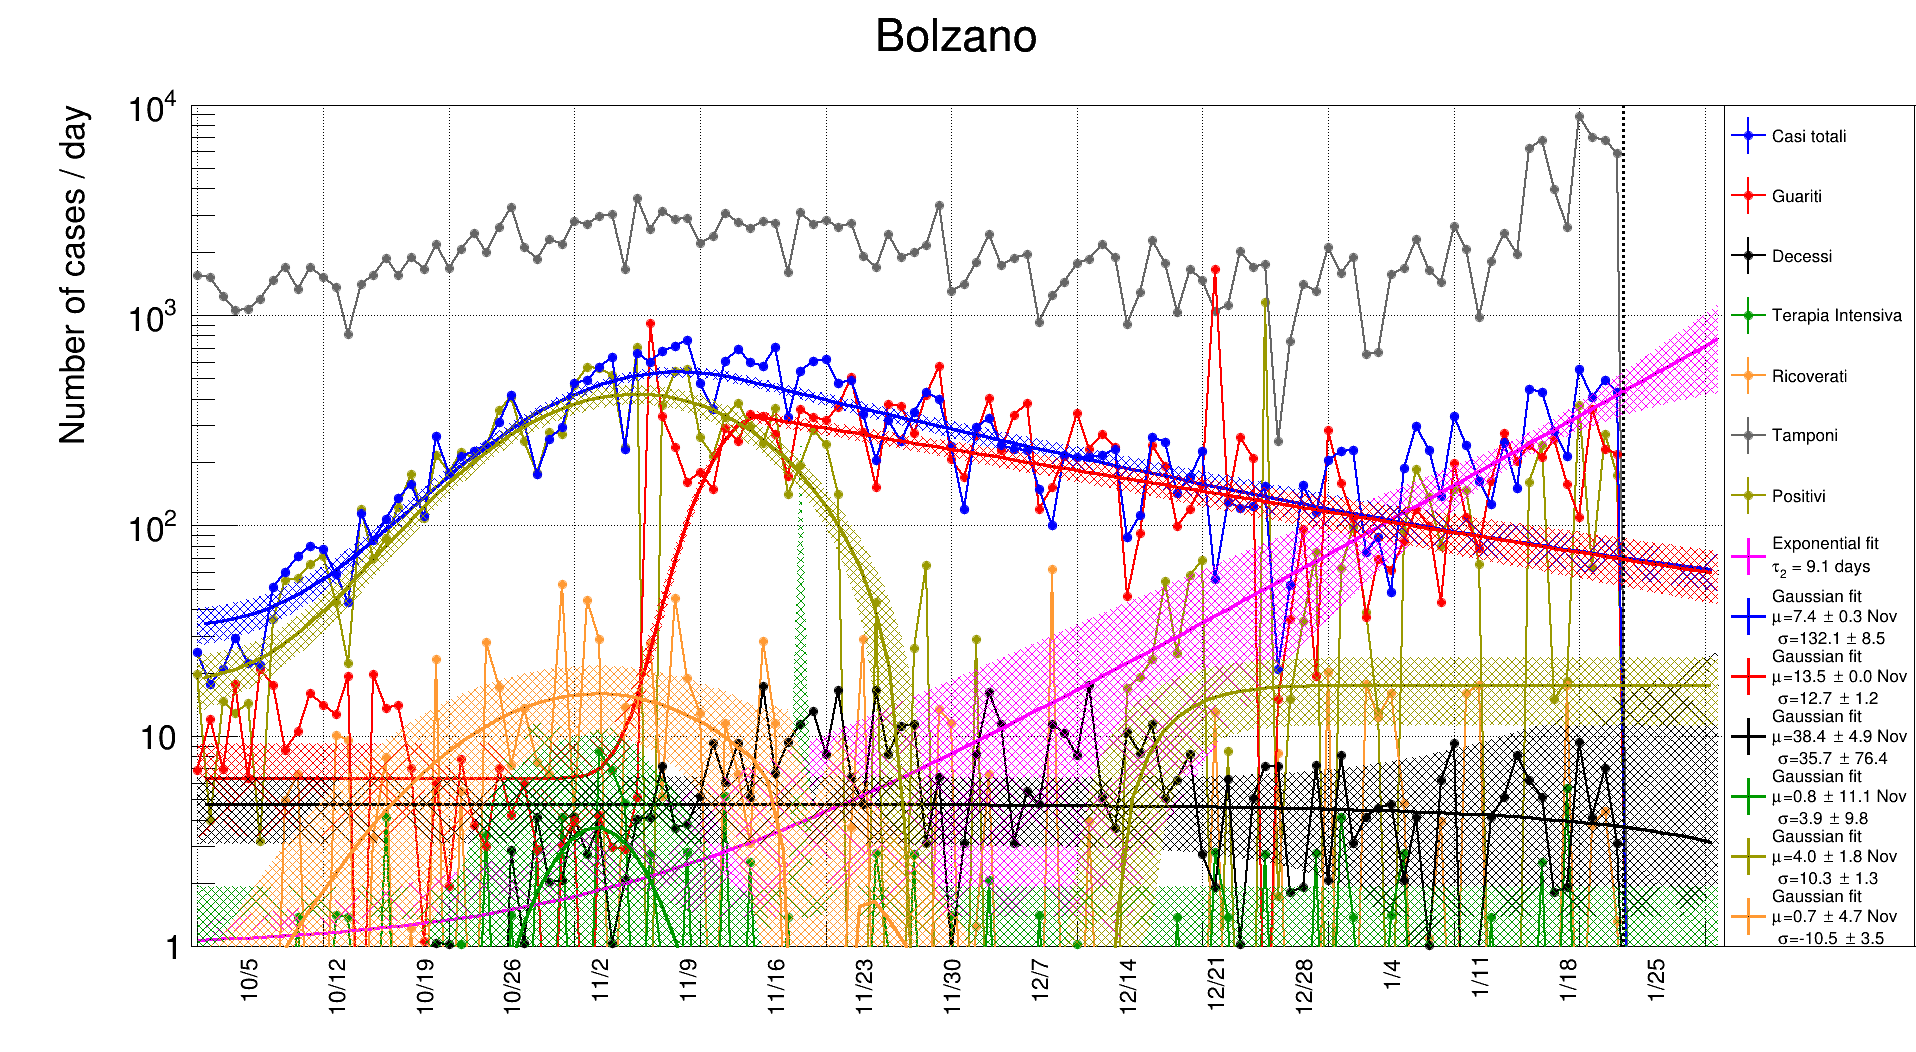 Bolzano
Number of cases / day
10⁴
10³
10²
10
1
10/5
10/12
10/19
10/26
11/2
11/9
11/16
11/23
11/30
12/7
12/14
12/21
12/28
1/4
1/11
1/18
1/25
Casi totali
Guariti
Decessi
Terapia Intensiva
Ricoverati
Tamponi
Positivi
Exponential fit
τ₂ = 9.1 days
Gaussian fit
μ=7.4 ± 0.3 Nov
σ=132.1 ± 8.5
Gaussian fit
μ=13.5 ± 0.0 Nov
σ=12.7 ± 1.2
Gaussian fit
μ=38.4 ± 4.9 Nov
σ=35.7 ± 76.4
Gaussian fit
μ=0.8 ± 11.1 Nov
σ=3.9 ± 9.8
Gaussian fit
μ=4.0 ± 1.8 Nov
σ=10.3 ± 1.3
Gaussian fit
μ=0.7 ± 4.7 Nov
σ=-10.5 ± 3.5